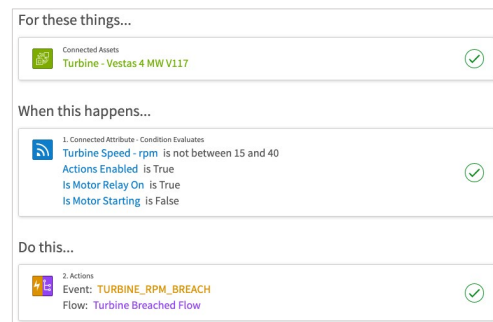 For these things...
Connected Assets
Turbine - Vestas 4 MW V117
When this happens...
1. Connected Attribute - Condition Evaluates
Turbine Speed - rpm is not between 15 and 40
Actions Enabled is True
Is Motor Relay On is True
Is Motor Starting is False
Do this...
2. Actions
Event: TURBINE_RPM_BREACH
Flow: Turbine Breached Flow